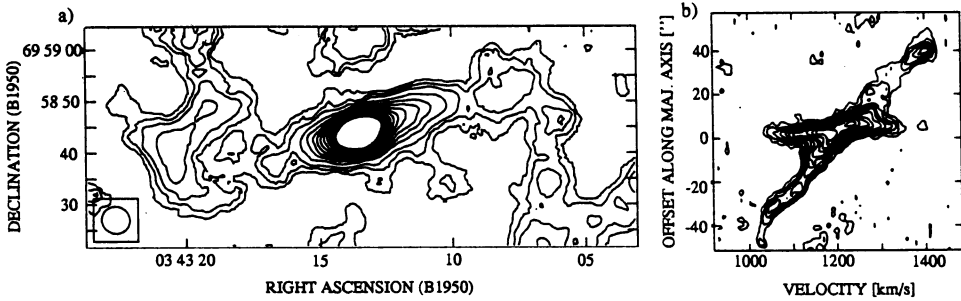 a)
DECLINATION (B1950)
69 59 00
58 50
40
30
03 43 20
15
10
05
RIGHT ASCENSION (B1950)
b)
OFFSET ALONG MAJ. AXIS ["]
40
20
0
-20
-40
1000
1200
1400
VELOCITY [km/s]